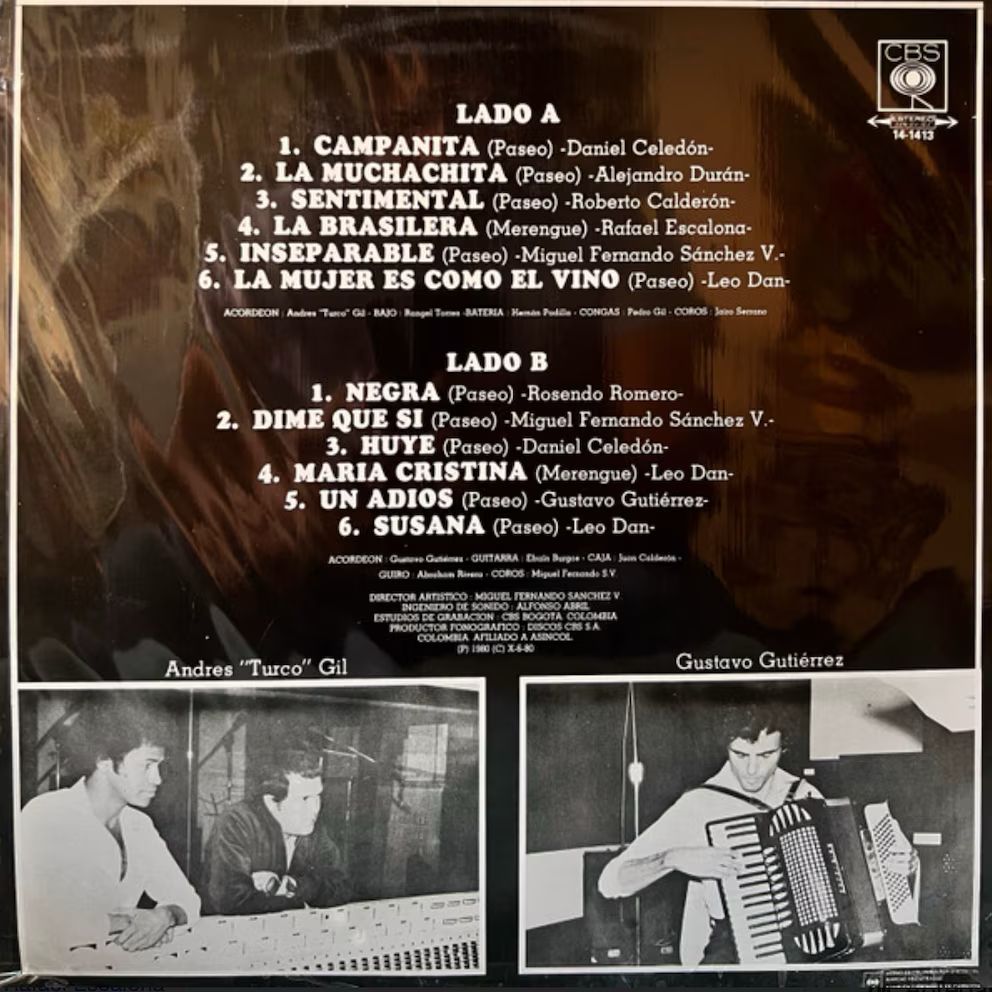 CBS
ESTEREO
14-1413
LADO A
1. CAMPANITA (Paseo) -Daniel Celedón-
2. LA MUCHACHITA (Paseo) -Alejandro Durán-
3. SENTIMENTAL (Paseo) -Roberto Calderón-
4. LA BRASILERA (Merengue) -Rafael Escalona-
5. INSEPARABLE (Paseo) -Miguel Fernando Sánchez V.-
6. LA MUJER ES COMO EL VINO (Paseo) -Leo Dan-
ACORDEON : Andres "Turco" Gil - BAJO : Rangel Torres -BATERIA : Hernán Padilla - CONGAS : Pedro Gil - COROS : Jairo Serrano
LADO B
1. NEGRA (Paseo) -Rosendo Romero-
2. DIME QUE SI (Paseo) -Miguel Fernando Sánchez V.-
3. HUYE (Paseo) -Daniel Celedón-
4. MARIA CRISTINA (Merengue) -Leo Dan-
5. UN ADIOS (Paseo) -Gustavo Gutiérrez-
6. SUSANA (Paseo) -Leo Dan-
ACORDEON : Gustavo Gutiérrez - GUITARRA : Efraín Burgos - CAJA : Juan Calderón -
GUIRO : Abraham Rivera - COROS : Miguel Fernando S.V.
DIRECTOR ARTISTICO : MIGUEL FERNANDO SANCHEZ V
INGENIERO DE SONIDO : ALFONSO ABRIL
ESTUDIOS DE GRABACION : CBS BOGOTA COLOMBIA
PRODUCTOR FONOGRAFICO : DISCOS CBS S.A.
COLOMBIA AFILIADO A ASINCOL
(P) 1980 (C) X-6-80
Andres "Turco" Gil
Gustavo Gutiérrez